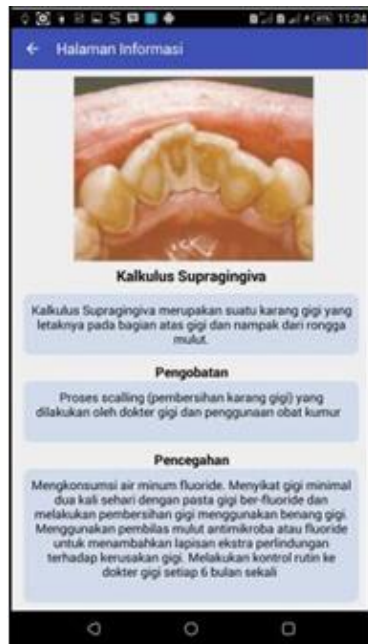 11:24
Halaman Informasi
Kalkulus Supragingiva
Kalkulus Supragingiva merupakan suatu karang gigi yang
letaknya pada bagian atas gigi dan nampak dari rongga
mulut.
Pengobatan
Proses scalling (pembersihan karang gigi) yang
dilakukan oleh dokter gigi dan penggunaan obat kumur
Pencegahan
Mengkonsumsi air minum fluoride. Menyikat gigi minimal
dua kali sehari dengan pasta gigi ber-fluoride dan
melakukan pembersihan gigi menggunakan benang gigi.
Menggunakan pembilas mulut antimikroba atau fluoride
untuk menambahkan lapisan ekstra perlindungan
terhadap kerusakan gigi. Melakukan kontrol rutin ke
dokter gigi setiap 6 bulan sekali